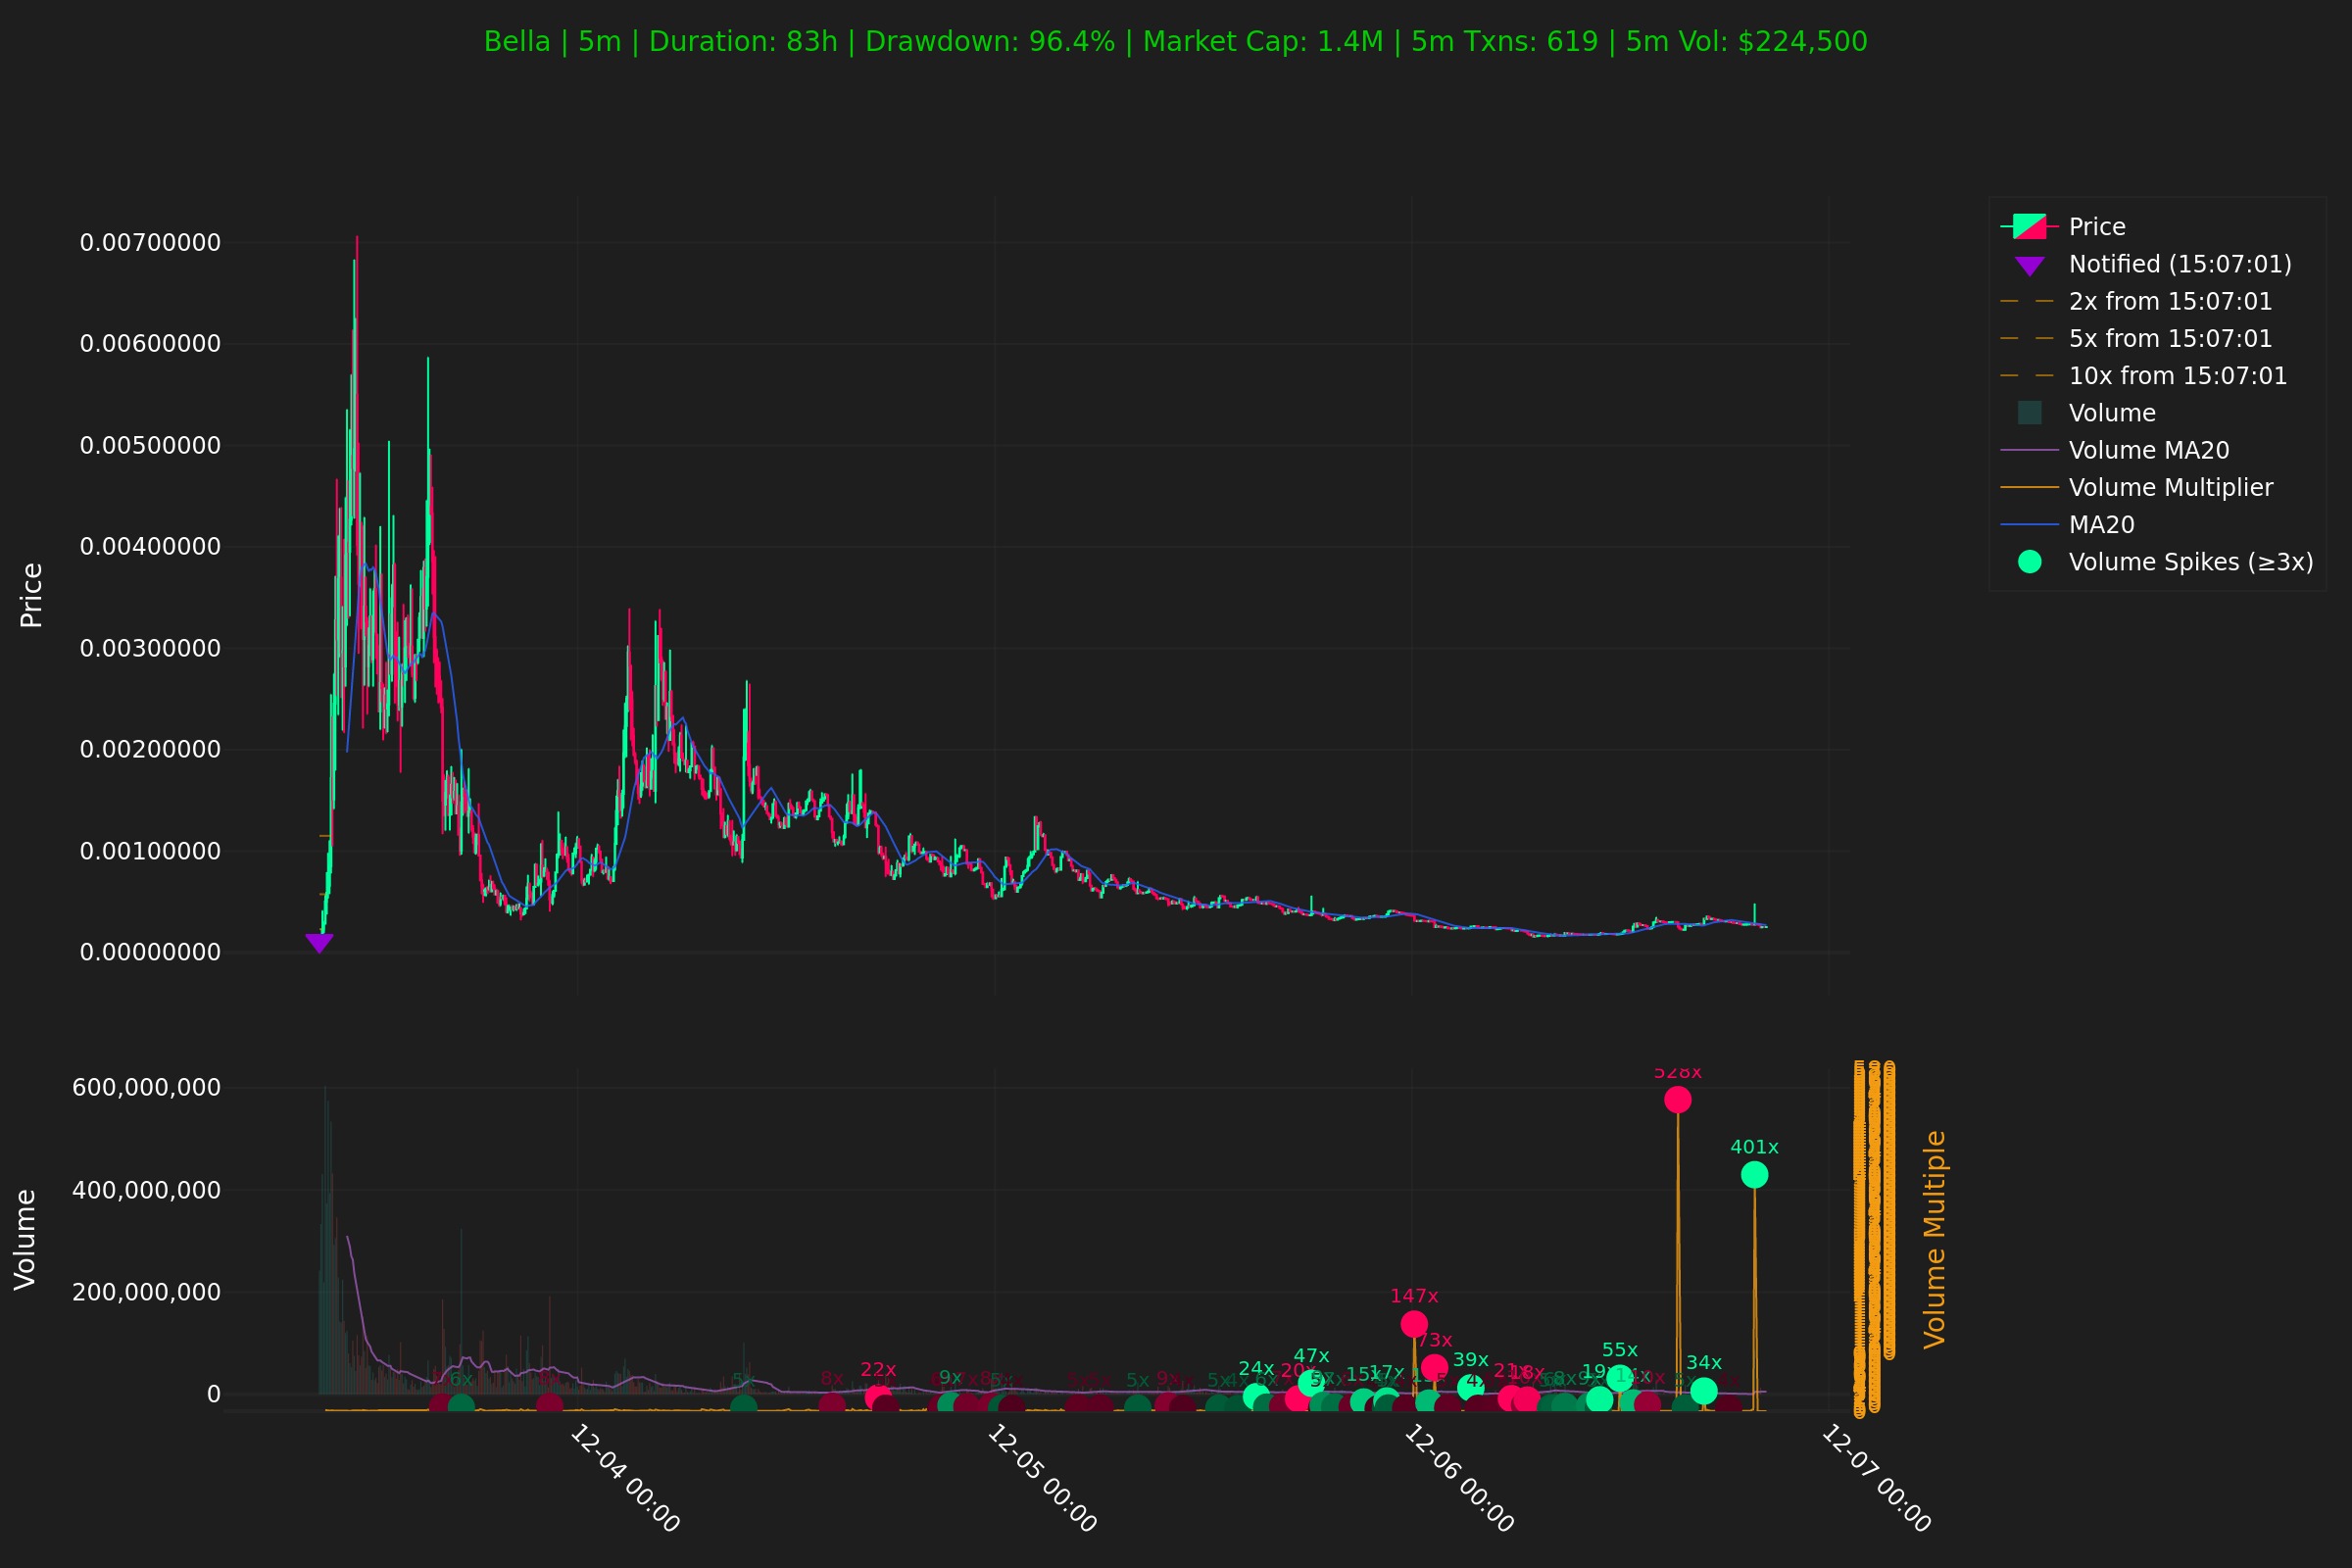 Bella | 5m | Duration: 83h | Drawdown: 96.4% | Market Cap: 1.4M | 5m Txns: 619 | 5m Vol: $224,500
Price
0.00700000
0.00600000
0.00500000
0.00400000
0.00300000
0.00200000
0.00100000
0.00000000
Price
Notified (15:07:01)
2x from 15:07:01
5x from 15:07:01
10x from 15:07:01
Volume
Volume MA20
Volume Multiplier
MA20
Volume Spikes (≥3x)
Volume
600,000,000
400,000,000
200,000,000
0
528x
401x
147x
73x
55x
47x
39x
34x
24x
22x
17x
9x
8x
6x
5x
5x
Volume Multiple
12-04 00:00
12-05 00:00
12-06 00:00
12-07 00:00